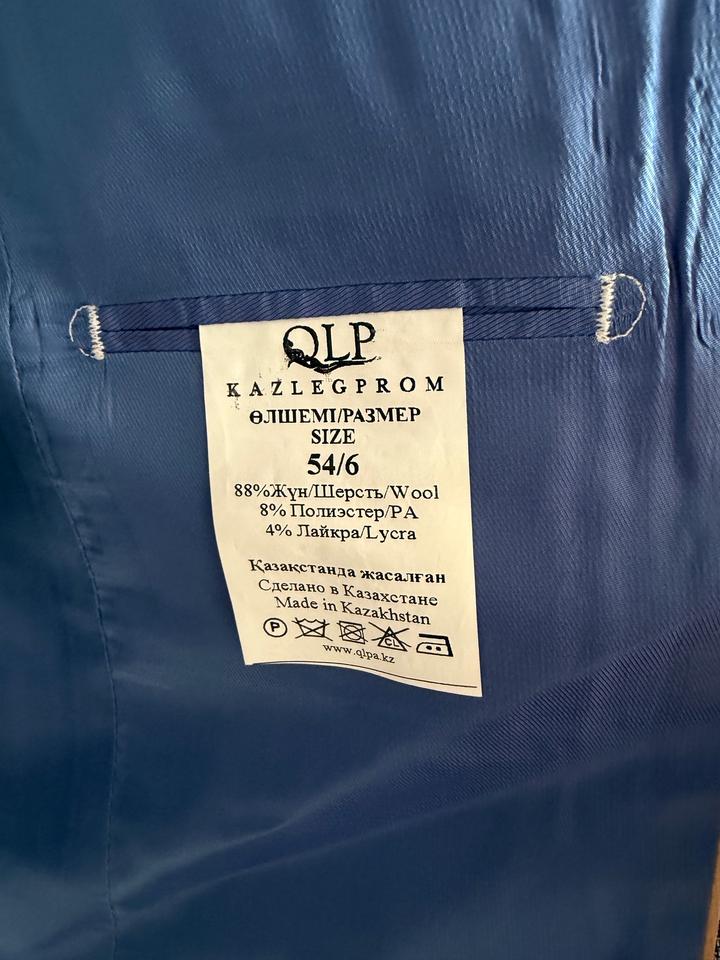 QLP
KAZLEGPROM
ӨЛШЕМІ/РАЗМЕР
SIZE
54/6
88%Жүн/Шерсть/Wool
8% Полиэстер/PA
4% Лайкра/Lycra
Қазақстанда жасалған
Сделано в Казахстане
Made in Kazakhstan
P CL
www.qlpa.kz